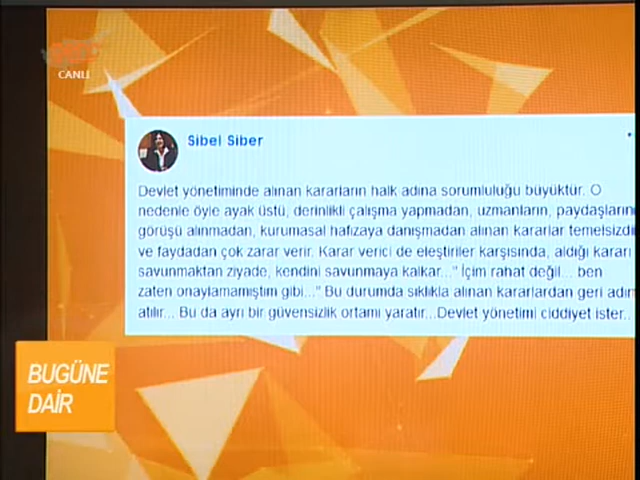 CANLI
Sibel Siber
Devlet yönetiminde alınan kararların halk adına sorumluluğu büyüktür. O
nedenle öyle ayak üstü, derinlikli çalışma yapmadan, uzmanların, paydaşların
görüşü alınmadan, kurumasal hafızaya danışmadan alınan kararlar temelsizdi
ve faydadan çok zarar verir. Karar verici de eleştiriler karşısında, aldığı kararı
savunmaktan ziyade, kendini savunmaya kalkar..." İçim rahat değil... ben
zaten onaylamamıştım gibi..." Bu durumda sıklıkla alınan kararlardan geri adım
atılır... Bu da ayrı bir güvensizlik ortamı yaratır...Devlet yönetimi ciddiyet ister..
BUGÜNE
DAİR